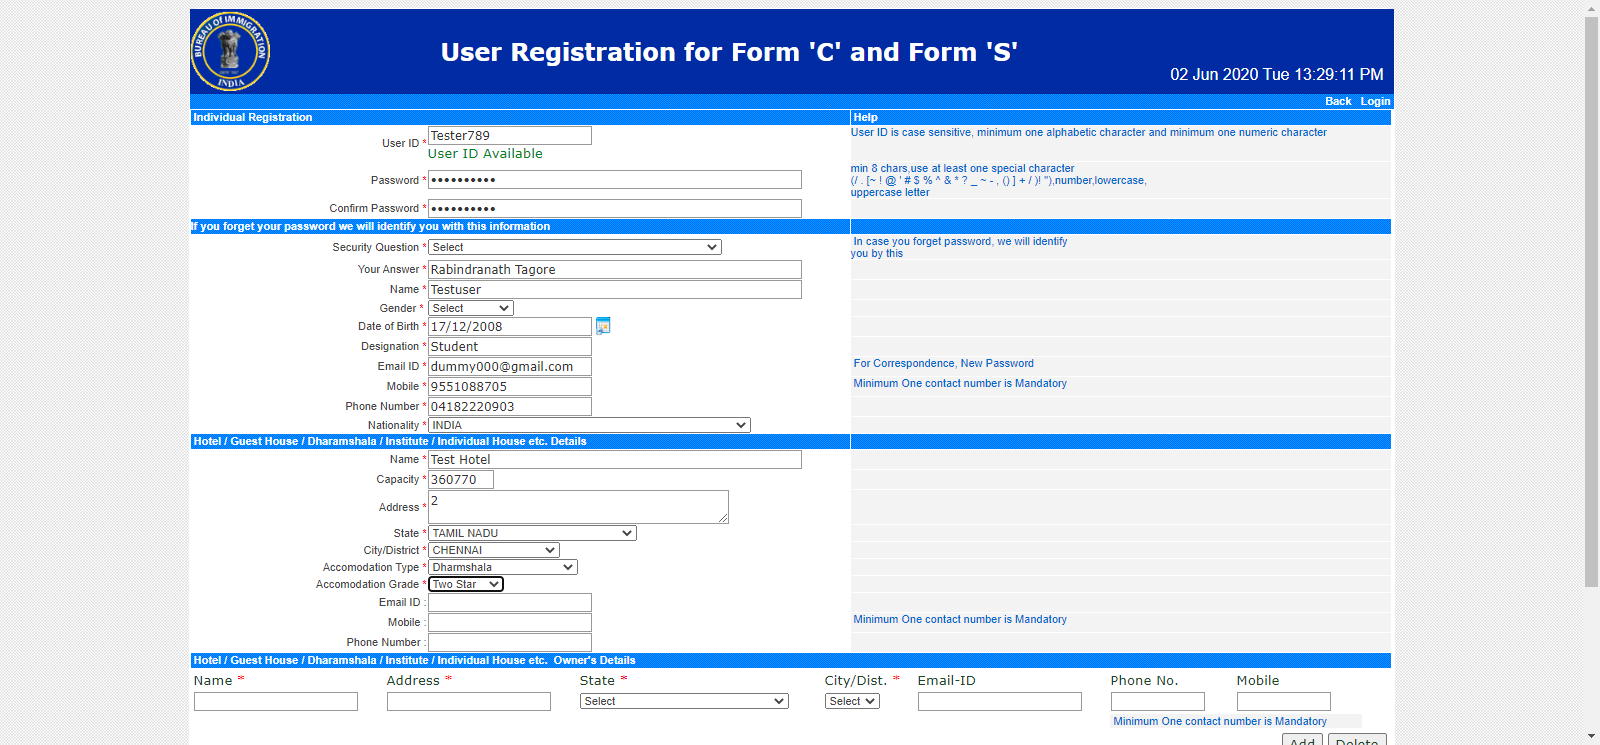 BUREAU OF IMMIGRATION
INDIA
User Registration for Form 'C' and Form 'S'
02 Jun 2020 Tue 13:29:11 PM
Back Login
Individual Registration
Help
User ID *
Tester789
User ID is case sensitive, minimum one alphabetic character and minimum one numeric character
User ID Available
Password *
••••••••••
min 8 chars,use at least one special character
(/ . [~ ! @ ' # $ % ^ & * ? _ ~ - , () ] + / )! "),number,lowercase,
uppercase letter
Confirm Password *
••••••••••
If you forget your password we will identify you with this information
Security Question *
Select
In case you forget password, we will identify
you by this
Your Answer *
Rabindranath Tagore
Name *
Testuser
Gender *
Select
Date of Birth *
17/12/2008
Designation *
Student
Email ID *
dummy000@gmail.com
For Correspondence, New Password
Mobile *
9551088705
Minimum One contact number is Mandatory
Phone Number *
04182220903
Nationality *
INDIA
Hotel / Guest House / Dharamshala / Institute / Individual House etc. Details
Name *
Test Hotel
Capacity *
360770
Address *
2
State *
TAMIL NADU
City/District *
CHENNAI
Accomodation Type *
Dharmshala
Accomodation Grade *
Two Star
Email ID :
Mobile :
Minimum One contact number is Mandatory
Phone Number :
Hotel / Guest House / Dharamshala / Institute / Individual House etc. Owner's Details
Name * Address * State * City/Dist. * Email-ID Phone No. Mobile
Select Select
Minimum One contact number is Mandatory
Add Delete